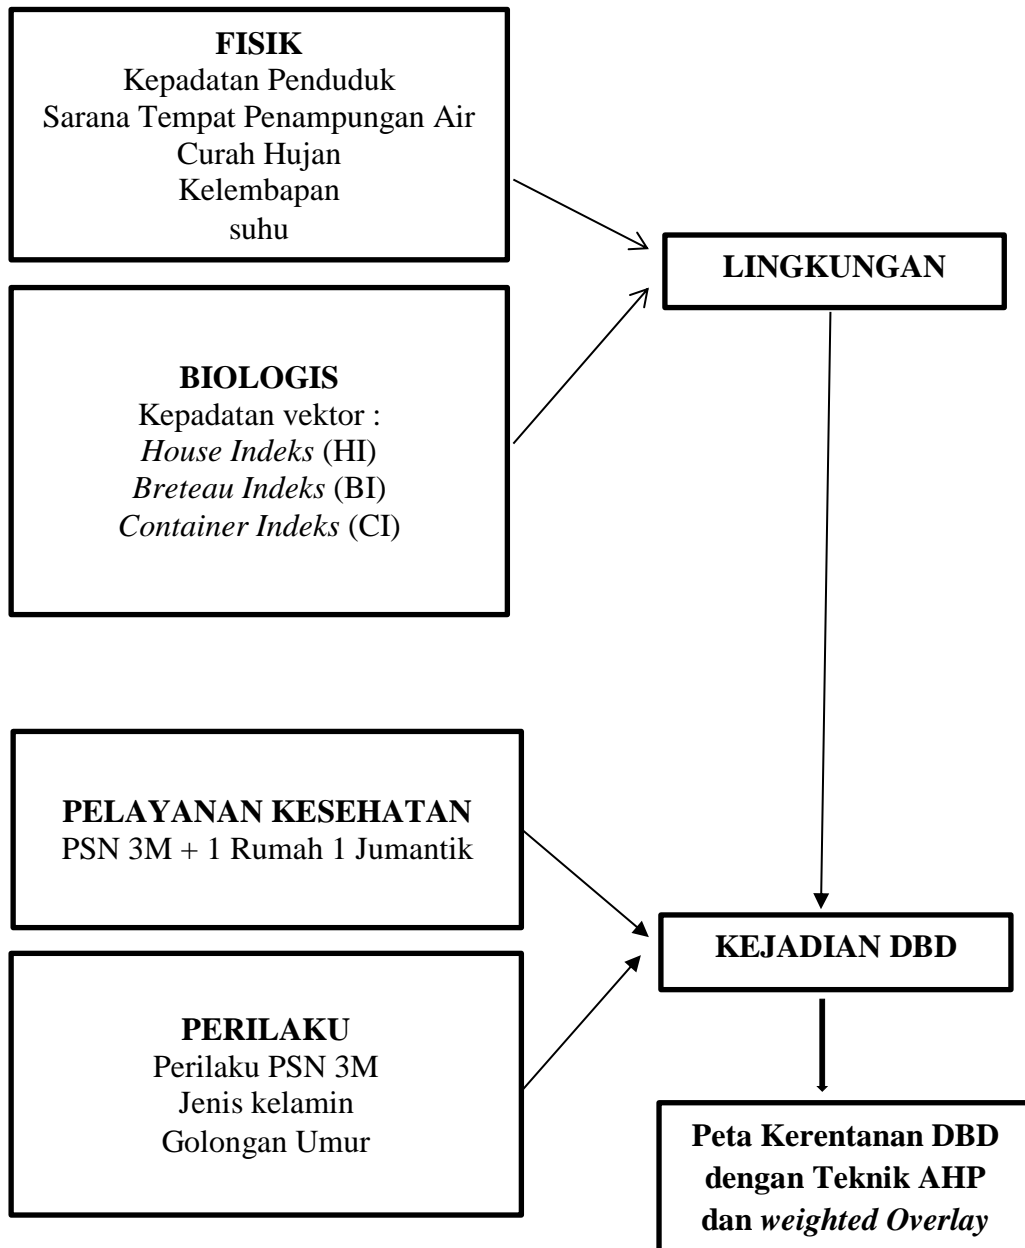 FISIK
Kepadatan Penduduk
Sarana Tempat Penampungan Air
Curah Hujan
Kelembapan
suhu
LINGKUNGAN
BIOLOGIS
Kepadatan vektor :
House Indeks (HI)
Breteau Indeks (BI)
Container Indeks (CI)
PELAYANAN KESEHATAN
PSN 3M + 1 Rumah 1 Jumantik
KEJADIAN DBD
PERILAKU
Perilaku PSN 3M
Jenis kelamin
Golongan Umur
Peta Kerentanan DBD
dengan Teknik AHP
dan weighted Overlay